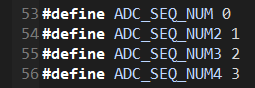 53 #define ADC_SEQ_NUM 0
54 #define ADC_SEQ_NUM2 1
55 #define ADC_SEQ_NUM3 2
56 #define ADC_SEQ_NUM4 3